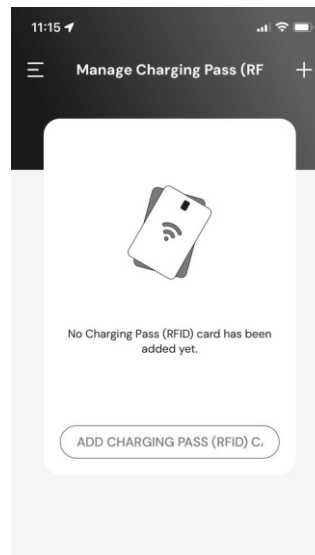 11:15
Manage Charging Pass (RF
No Charging Pass (RFID) card has been
added yet.
ADD CHARGING PASS (RFID) C